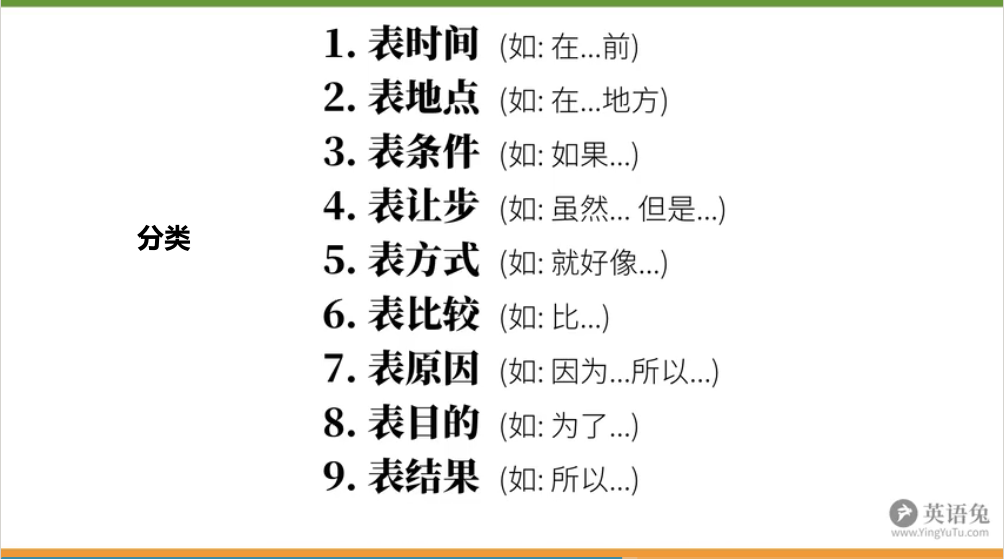 1. 表时间 (如: 在...前)
2. 表地点 (如: 在...地方)
3. 表条件 (如: 如果...)
4. 表让步 (如: 虽然... 但是...)
分类
5. 表方式 (如: 就好像...)
6. 表比较 (如: 比...)
7. 表原因 (如: 因为...所以...)
8. 表目的 (如: 为了...)
9. 表结果 (如: 所以...)
英语兔
www.YingYuTu.com